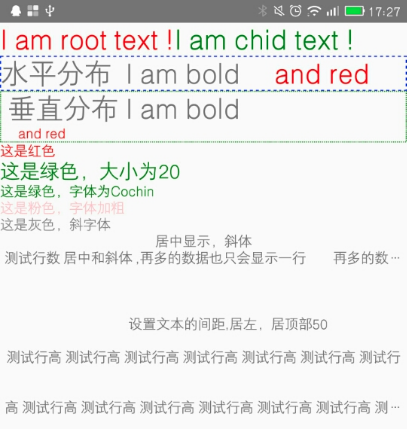 17:27
I am root text !I am chid text !
水平分布 I am bold and red
垂直分布 I am bold
and red
这是红色
这是绿色，大小为20
这是绿色，字体为Cochin
这是粉色，字体加粗
这是灰色，斜字体
居中显示，斜体
测试行数 居中和斜体,再多的数据也只会显示一行 再多的数…
设置文本的间距,居左，居顶部50
测试行高 测试行高 测试行高 测试行高 测试行高 测试行高 测试行
高 测试行高 测试行高 测试行高 测试行高 测试行高 测试行高 测…